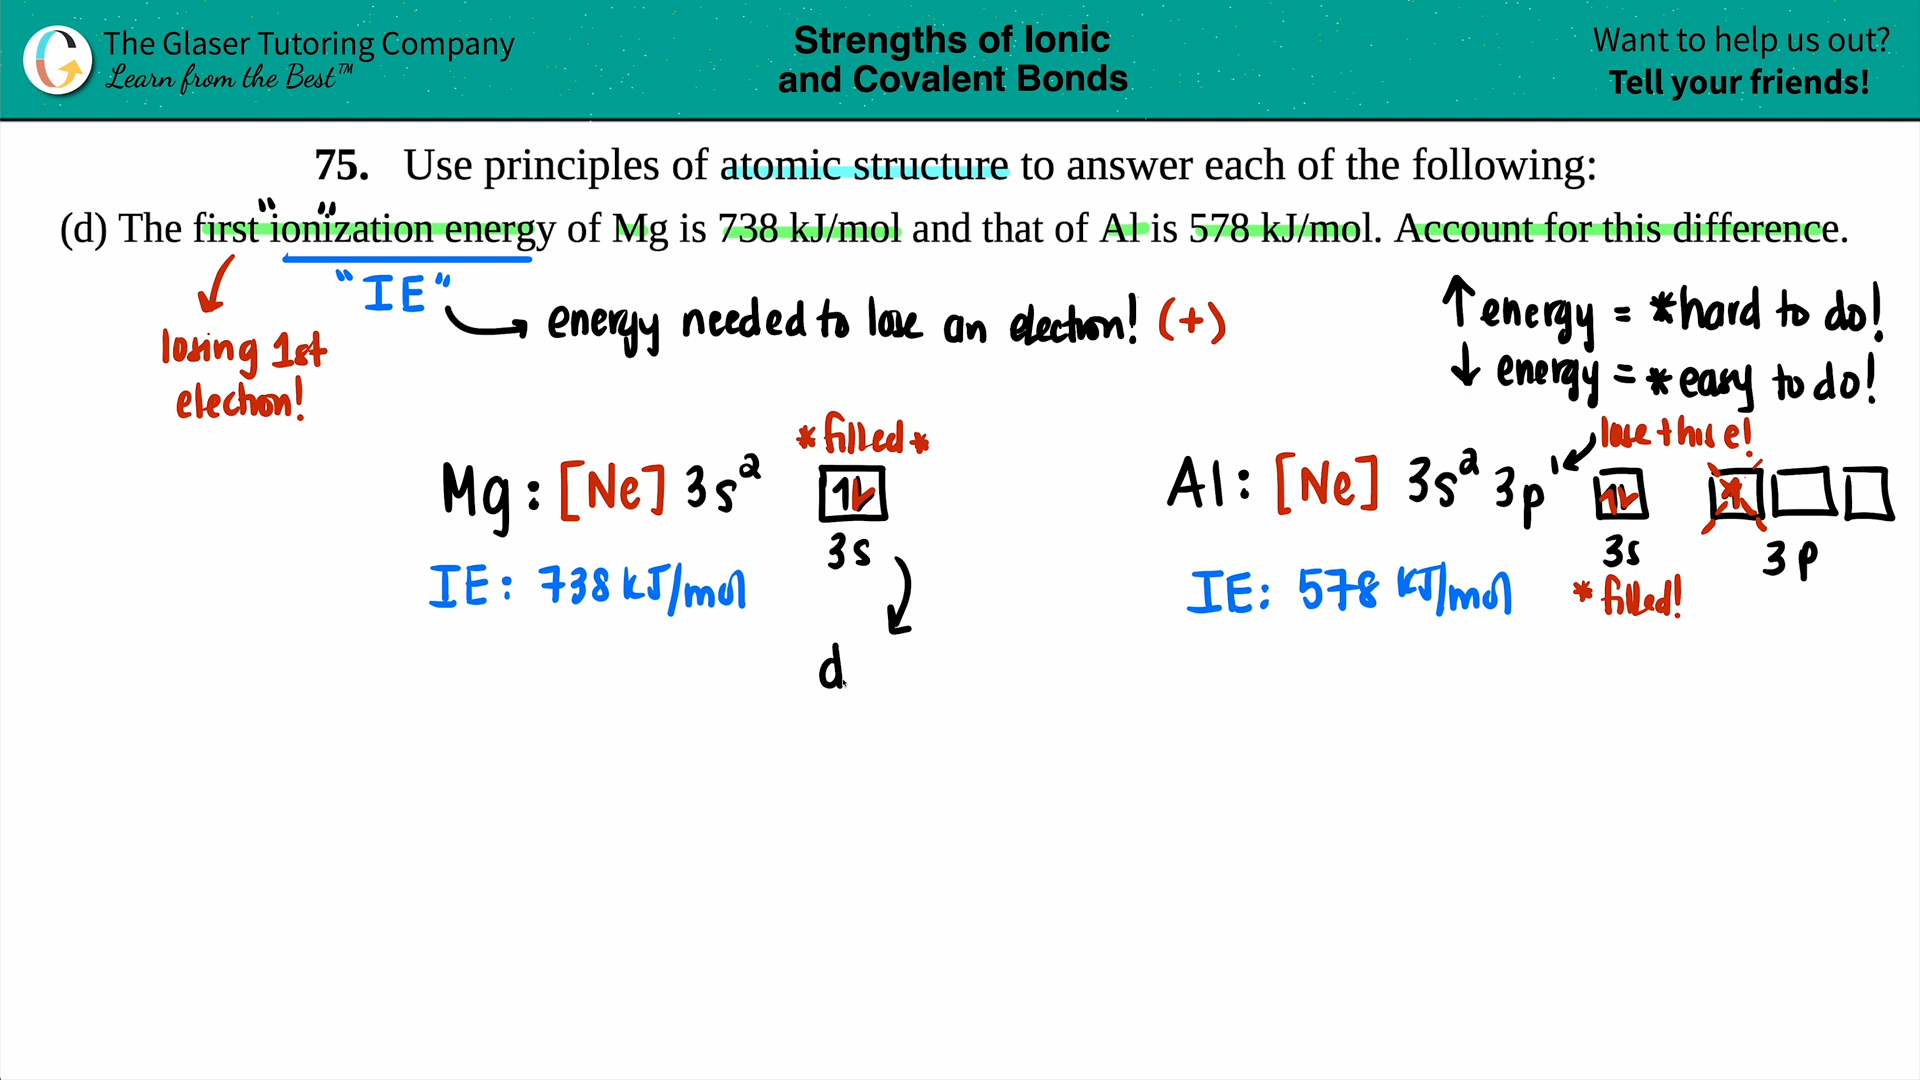 The Glaser Tutoring Company
Learn from the Best™
Strengths of Ionic
and Covalent Bonds
Want to help us out?
Tell your friends!
75. Use principles of atomic structure to answer each of the following:
(d) The first ionization energy of Mg is 738 kJ/mol and that of Al is 578 kJ/mol. Account for this difference.
"IE"
energy needed to lose an electron! (+)
losing 1st
electron!
↑ energy = *hard to do!
↓ energy = *easy to do!
*filled*
lose this e!
Mg: [Ne] 3s² 1L
3s
IE: 738 kJ/mol
Al: [Ne] 3s² 3p¹ 1L 1
3s
3p
IE: 578 kJ/mol
*filled!
d